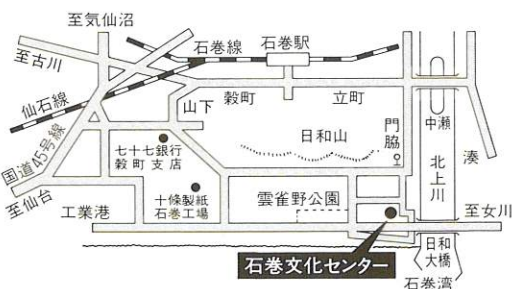 至気仙沼
石巻線
石巻駅
至古川
仙石線
山下
穀町
立町
中瀬
国道45号線
七十七銀行
穀町支店
日和山
門脇
北上川
湊
至仙台
十條製紙
石巻工場
雲雀野公園
工業港
至女川
日和
大橋
石巻文化センター
石巻湾